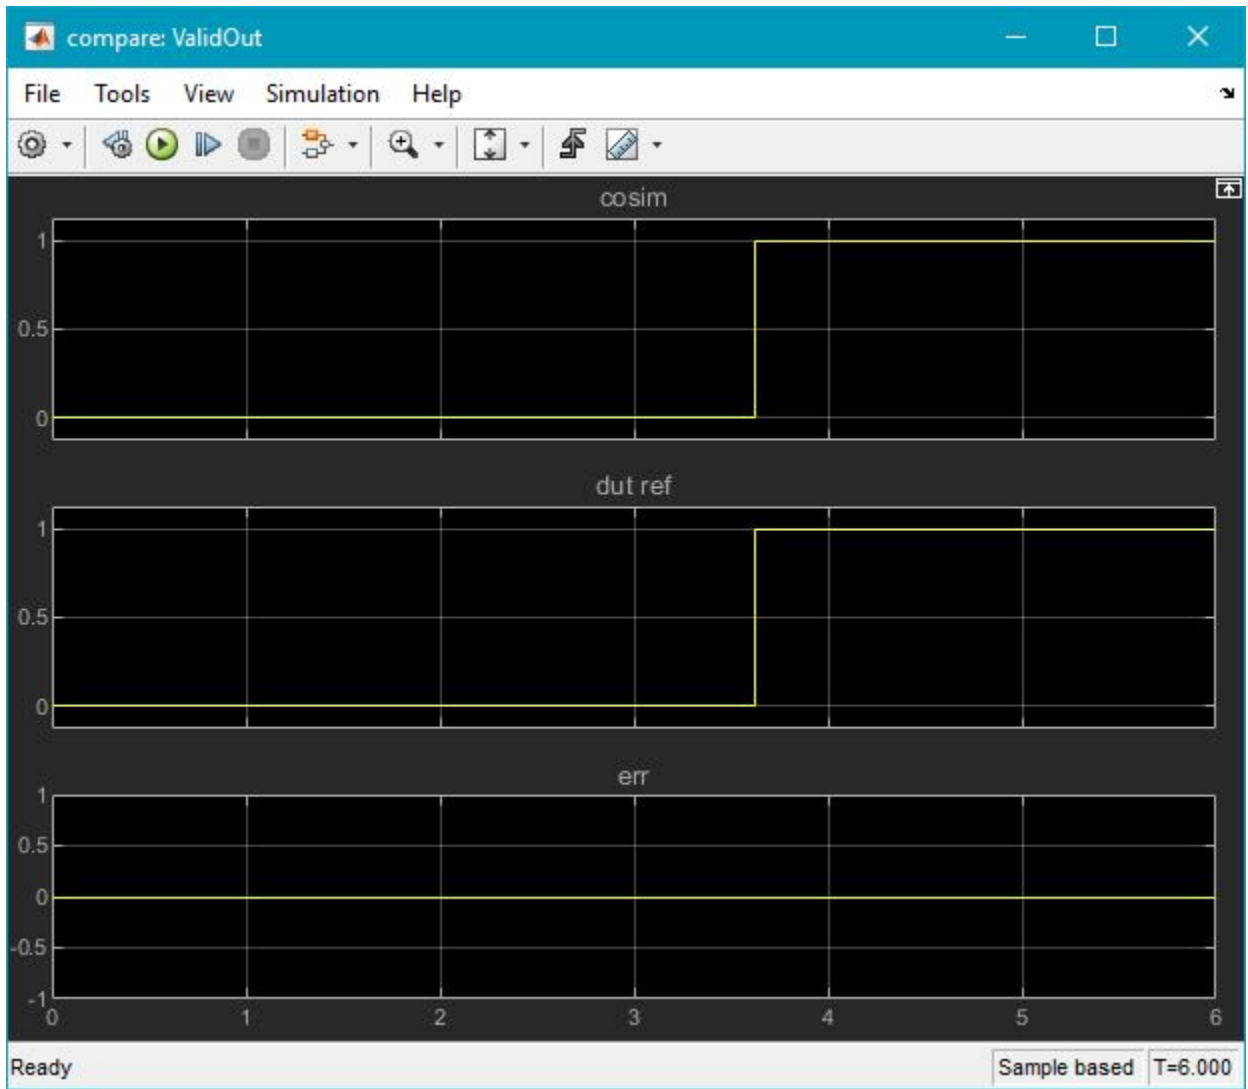 compare: ValidOut
File Tools View Simulation Help
cosim
1
0.5
0
dut ref
1
0.5
0
err
1
0.5
0
-0.5
-1
0 1 2 3 4 5 6
Ready Sample based T=6.000